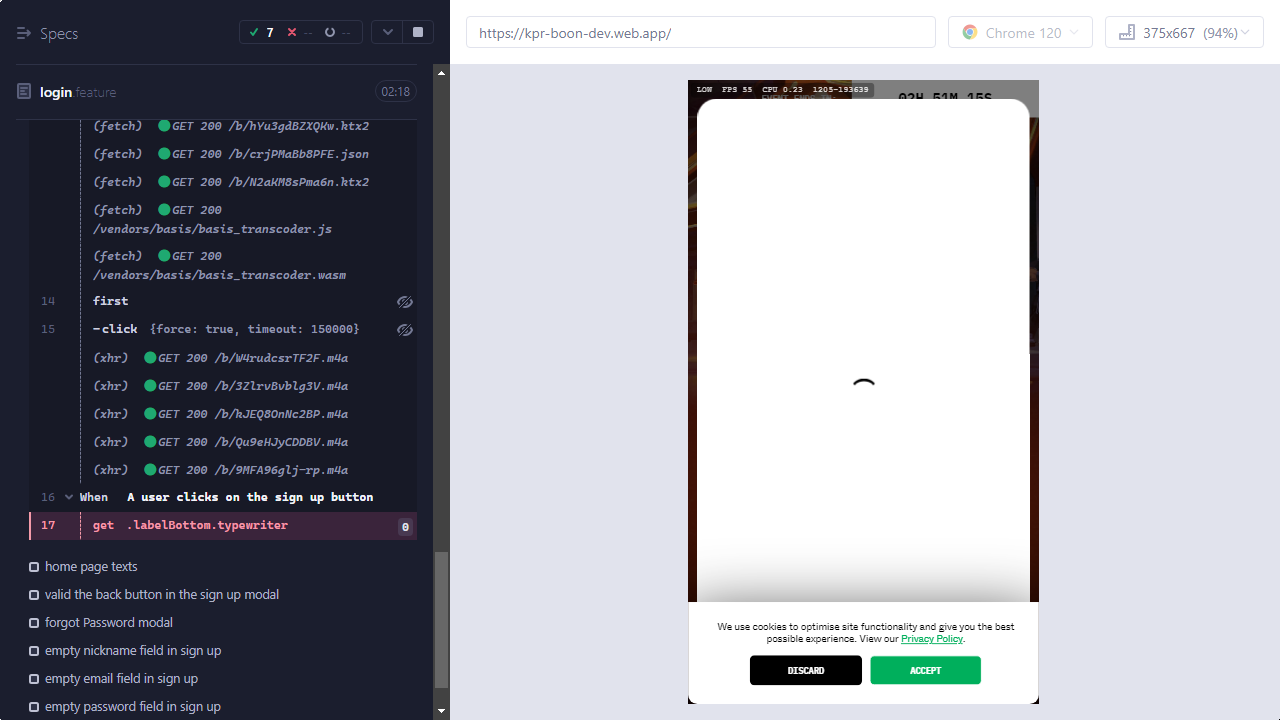 Specs
7
--
--
login feature
02:18
(fetch) GET 200 /b/hYu3gdBZXQKw.ktx2
(fetch) GET 200 /b/crjPMaBb8PFE.json
(fetch) GET 200 /b/N2aKM8sPma6n.ktx2
(fetch) GET 200
/vendors/basis/basis_transcoder.js
(fetch) GET 200
/vendors/basis/basis_transcoder.wasm
14 first
15 -click {force: true, timeout: 150000}
(xhr) GET 200 /b/W4rudcsrTF2F.m4a
(xhr) GET 200 /b/3ZlrvBvblg3V.m4a
(xhr) GET 200 /b/kJEQ8OnNc2BP.m4a
(xhr) GET 200 /b/Qu9eHJyCDDBV.m4a
(xhr) GET 200 /b/9MFA96glj-rp.m4a
16 When A user clicks on the sign up button
17 get .labelBottom.typewriter 0
home page texts
valid the back button in the sign up modal
forgot Password modal
empty nickname field in sign up
empty email field in sign up
empty password field in sign up
https://kpr-boon-dev.web.app/
Chrome 120
375x667 (94%)
LOW FPS 55 CPU 0.23 1205-193639
EVENT ENDS IN:
02H 51M 15S
We use cookies to optimise site functionality and give you the best
possible experience. View our Privacy Policy.
DISCARD
ACCEPT